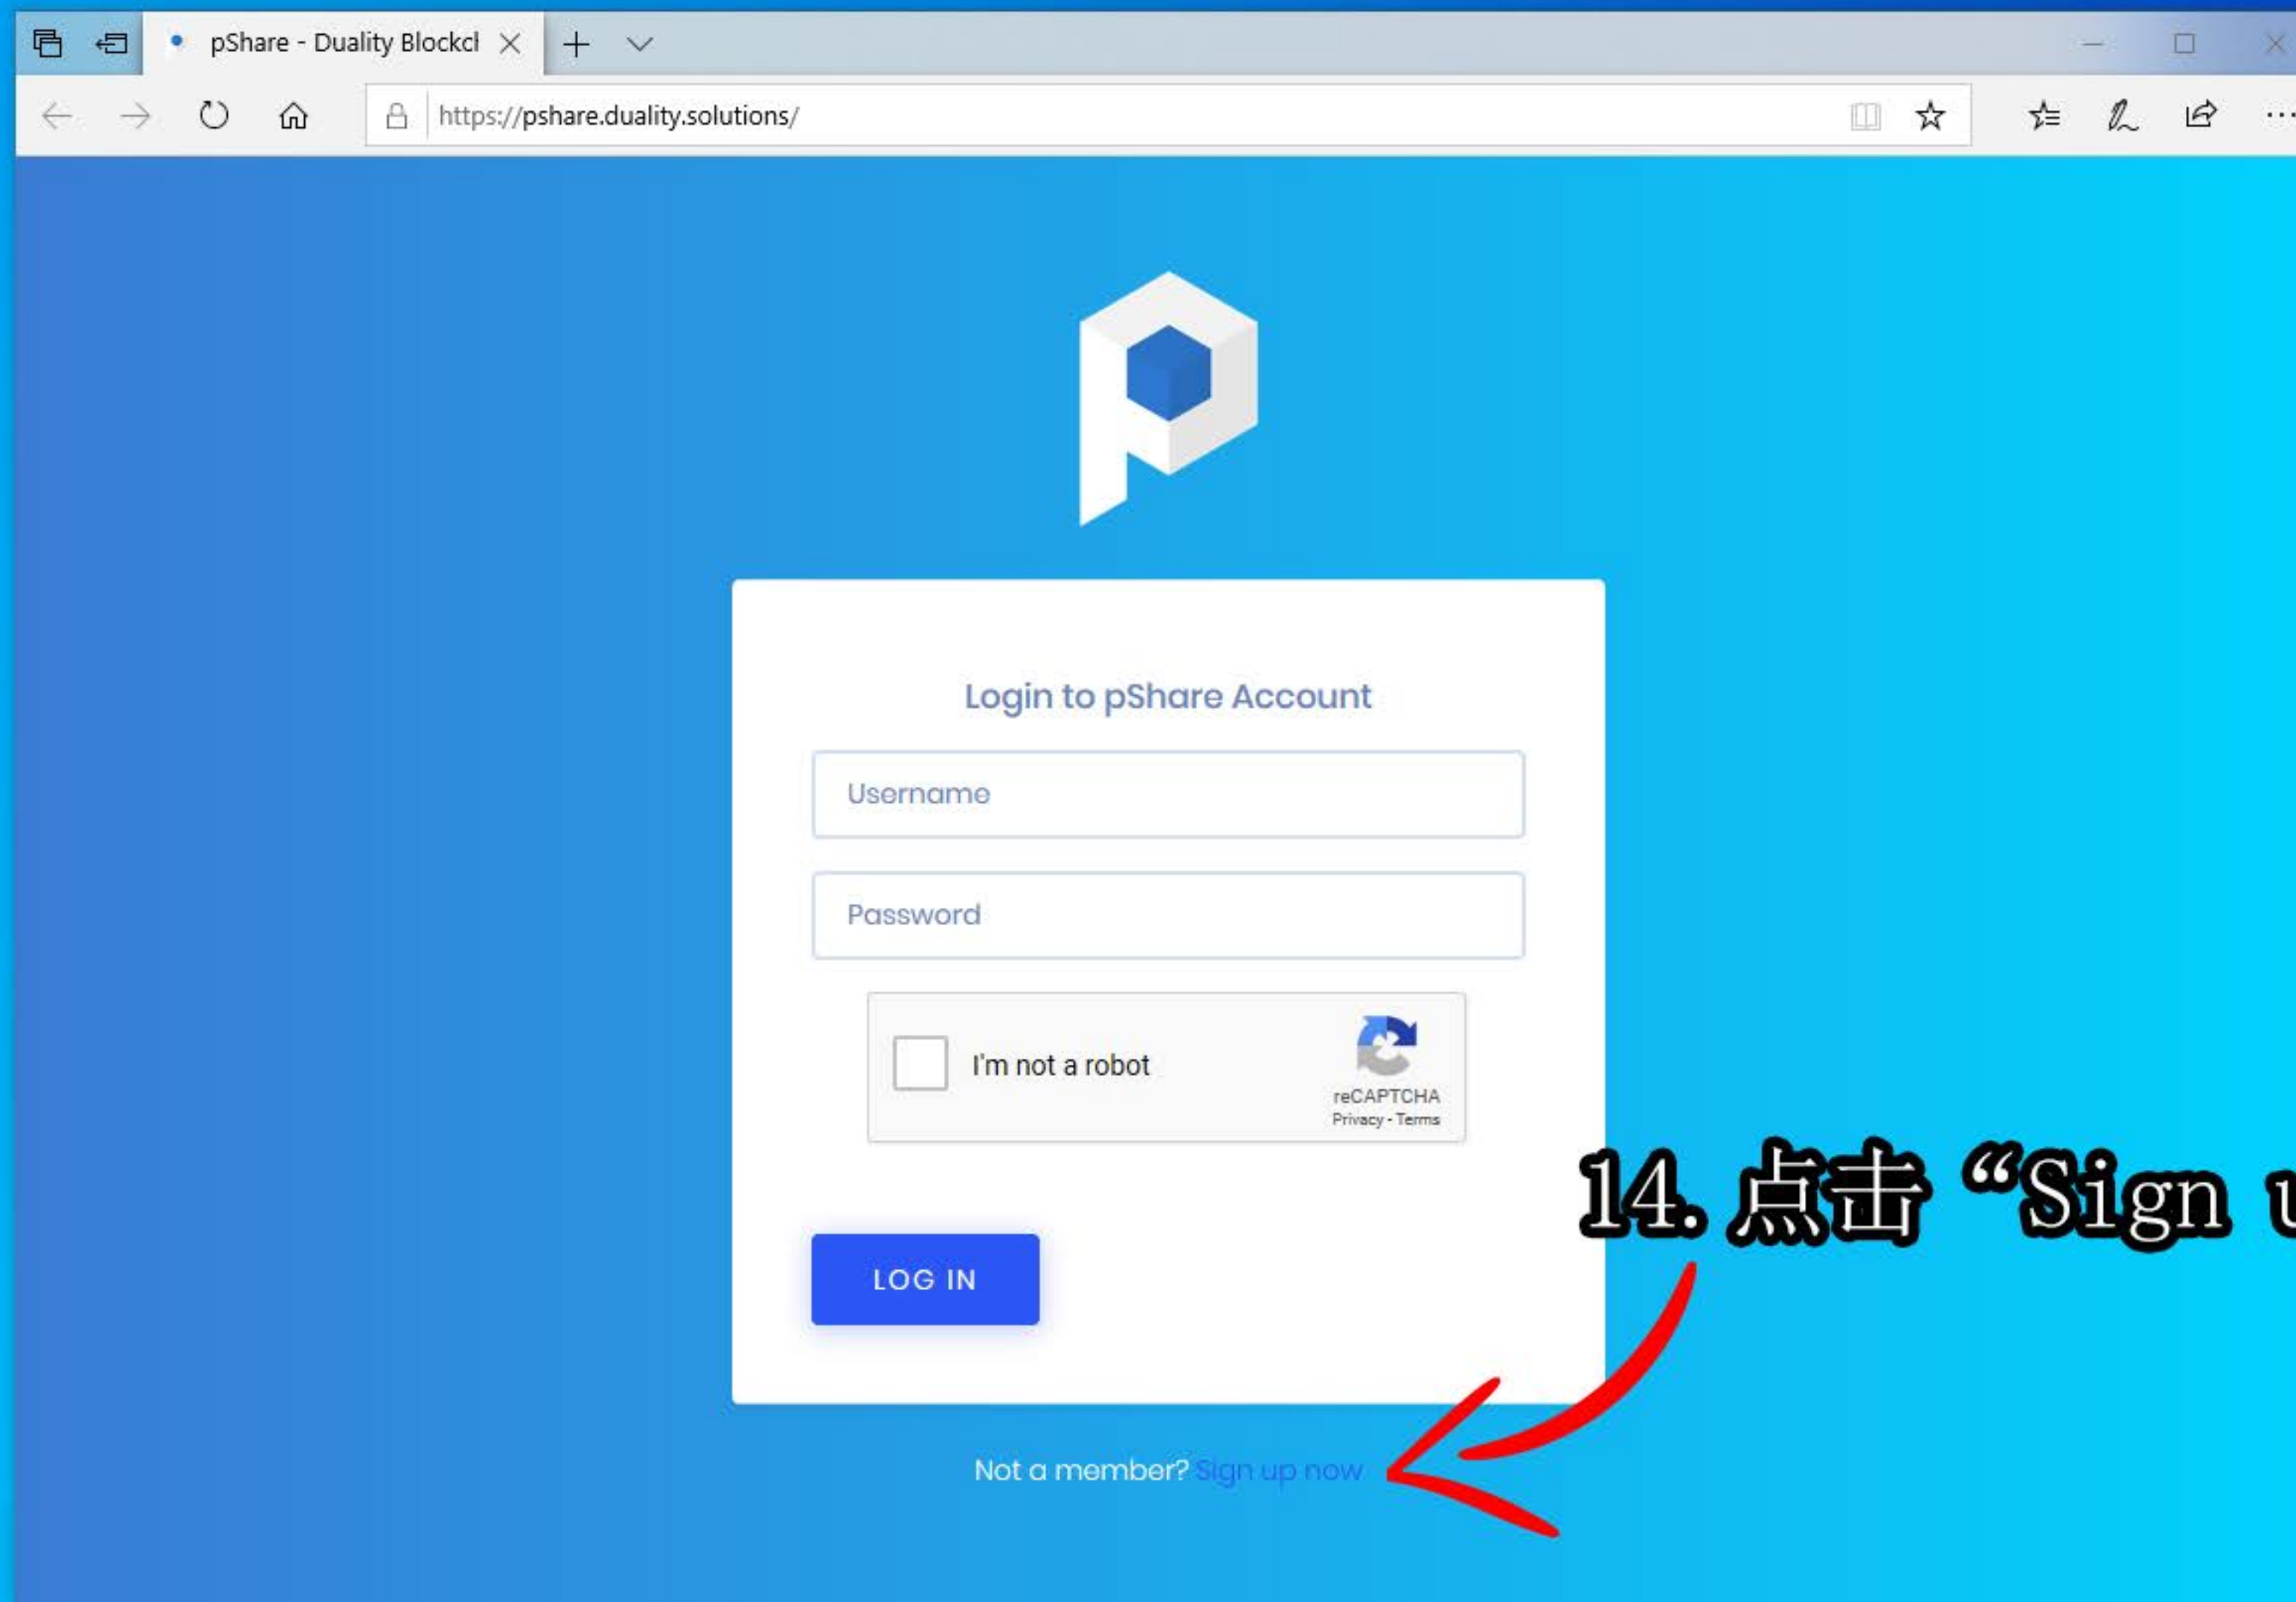 pShare - Duality Blockcl
https://pshare.duality.solutions/
Login to pShare Account
Username
Password
I'm not a robot
reCAPTCHA
Privacy - Terms
14. 点击 “Sign u
LOG IN
Not a member? Sign up now